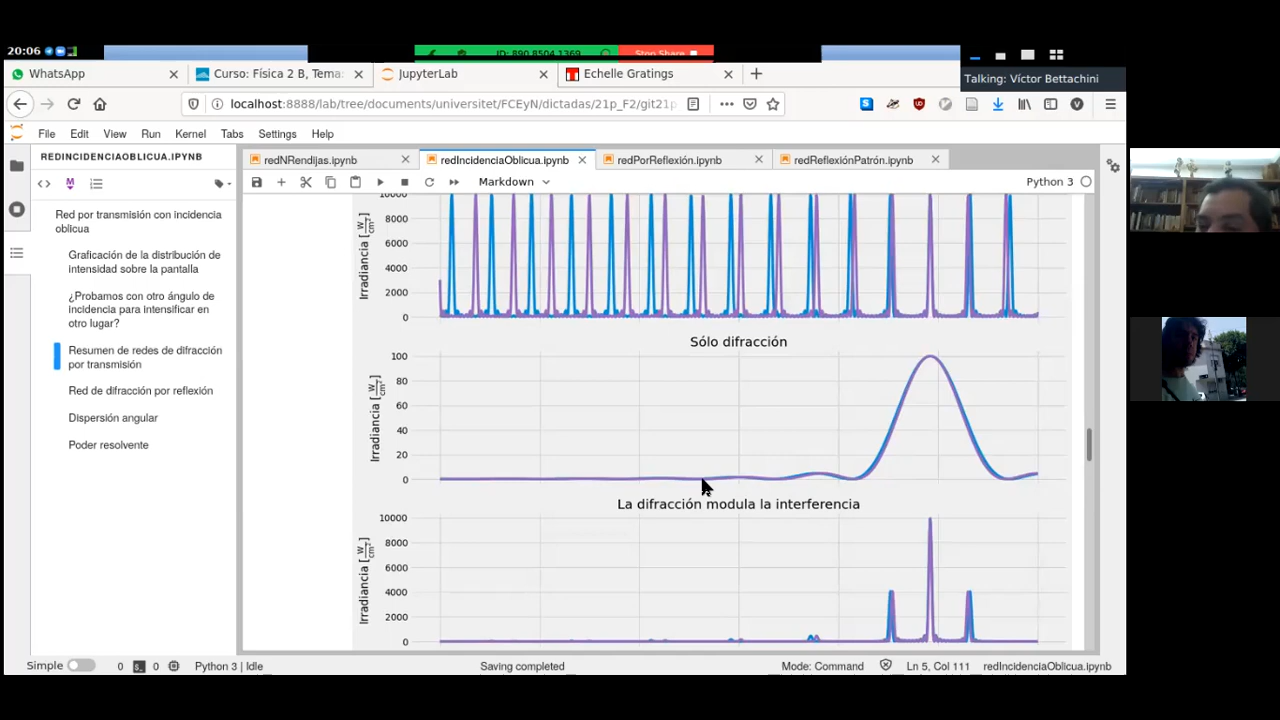 20:06
ID: 890 8504 1369
Stop Share
WhatsApp
Curso: Física 2 B, Tema:
JupyterLab
Echelle Gratings
Talking: Víctor Bettachini
localhost:8888/lab/tree/documents/universitet/FCEyN/dictadas/21p_F2/git21p
File Edit View Run Kernel Tabs Settings Help
REDINCIDENCIAOBLICUA.IPYNB
redNRendijas.ipynb
redIncidenciaOblicua.ipynb
redPorReflexión.ipynb
redReflexiónPatrón.ipynb
Markdown
Python 3
Red por transmisión con incidencia
oblicua
Graficación de la distribución de
intensidad sobre la pantalla
¿Probamos con otro ángulo de
incidencia para intensificar en
otro lugar?
Resumen de redes de difracción
por transmisión
Red de difracción por reflexión
Dispersión angular
Poder resolvente
10000
8000
6000
4000
2000
0
Irradiancia [W/cm²]
Sólo difracción
100
80
60
40
20
0
Irradiancia [W/cm²]
La difracción modula la interferencia
10000
8000
6000
4000
2000
0
Irradiancia [W/cm²]
Simple
0
0
Python 3 | Idle
Saving completed
Mode: Command
Ln 5, Col 111
redIncidenciaOblicua.ipynb